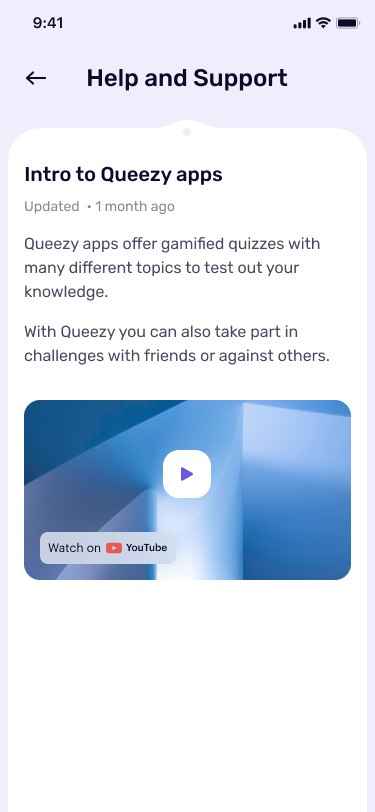 9:41
Help and Support
Intro to Queezy apps
Updated • 1 month ago
Queezy apps offer gamified quizzes with
many different topics to test out your
knowledge.
With Queezy you can also take part in
challenges with friends or against others.
Watch on YouTube